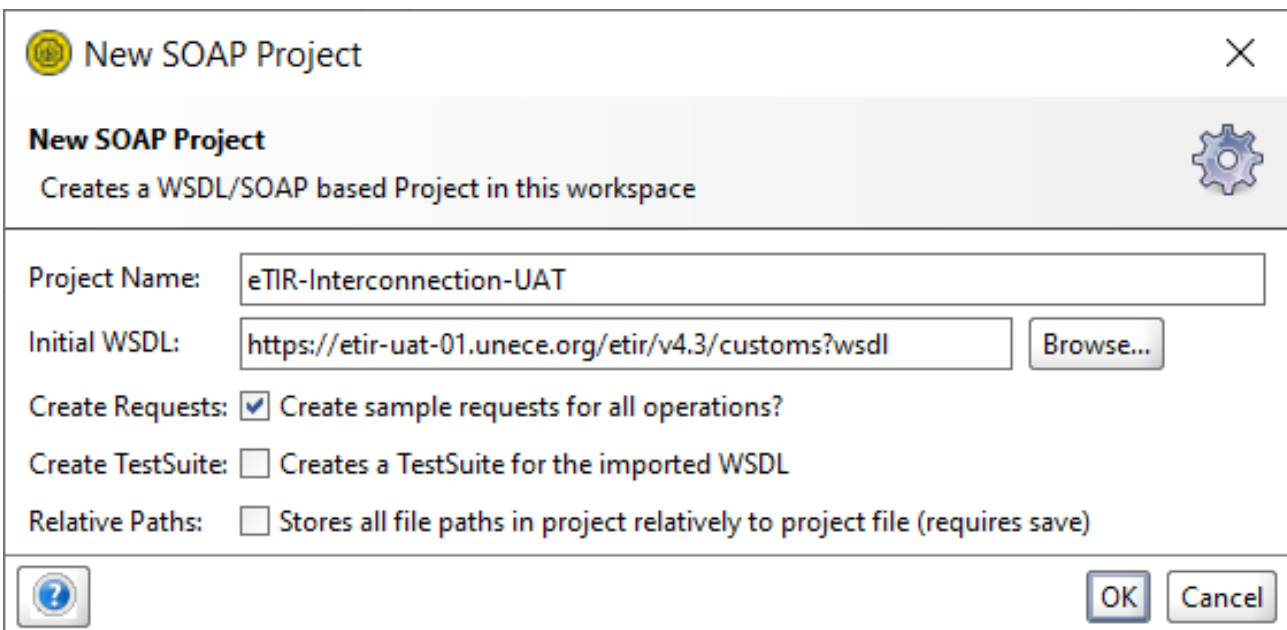 New SOAP Project
New SOAP Project
Creates a WSDL/SOAP based Project in this workspace
Project Name: eTIR-Interconnection-UAT
Initial WSDL: https://etir-uat-01.unece.org/etir/v4.3/customs?wsdl Browse...
Create Requests: Create sample requests for all operations?
Create TestSuite: Creates a TestSuite for the imported WSDL
Relative Paths: Stores all file paths in project relatively to project file (requires save)
? OK Cancel